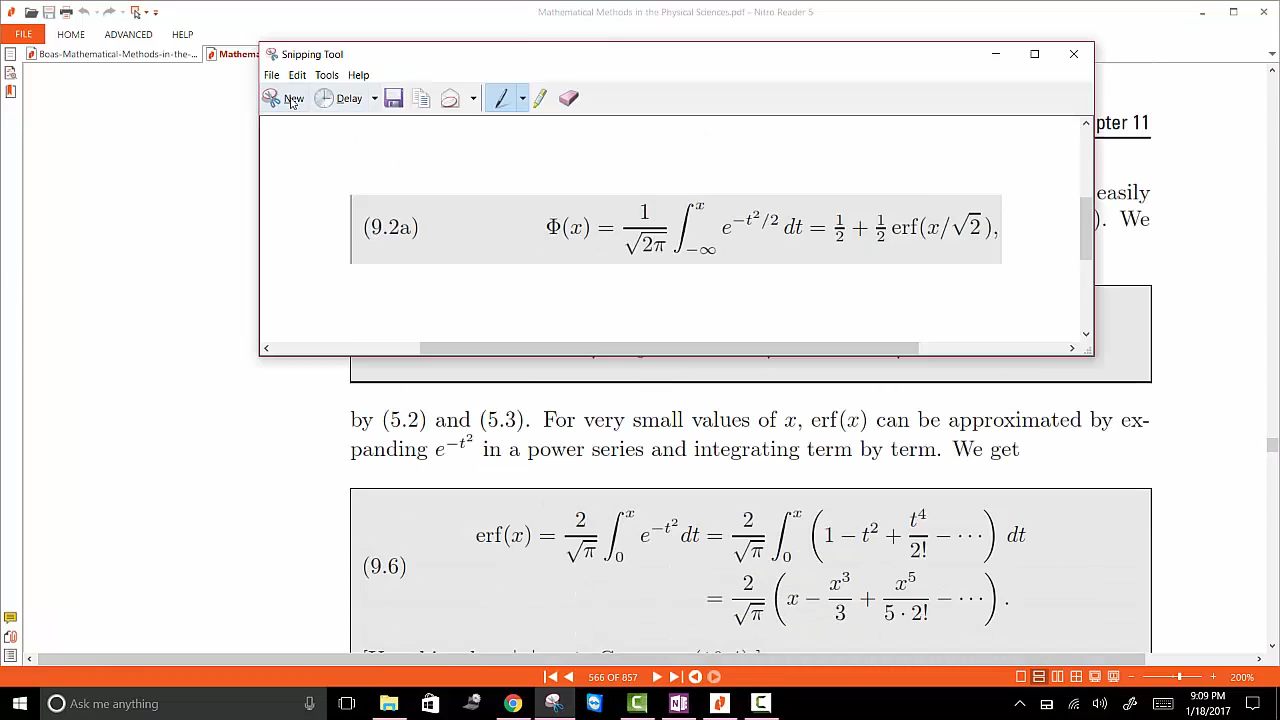 Mathematical Methods in the Physical Sciences.pdf - Nitro Reader 5
FILE HOME ADVANCED HELP
Boas-Mathematical-Methods-in-the-... Mathema
Snipping Tool
File Edit Tools Help
New Delay
pter 11
easily
). We
(9.2a) Φ(x) = 1/√2π ∫_{−∞}^{x} e^{−t²/2} dt = 1/2 + 1/2 erf(x/√2),
by (5.2) and (5.3). For very small values of x, erf(x) can be approximated by ex-
panding e^{−t²} in a power series and integrating term by term. We get
erf(x) = 2/√π ∫_0^x e^{−t²} dt = 2/√π ∫_0^x (1 − t² + t⁴/2! − ···) dt
(9.6)
= 2/√π (x − x³/3 + x⁵/(5 · 2!) − ···).
566 OF 857
200%
Ask me anything
9:09 PM
1/18/2017